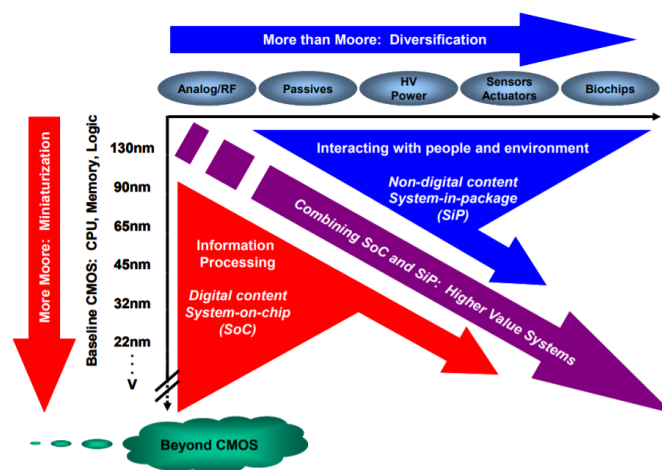 More than Moore: Diversification
Analog/RF
Passives
HV
Power
Sensors
Actuators
Biochips
More Moore: Miniaturization
Baseline CMOS: CPU, Memory, Logic
130nm
90nm
65nm
45nm
32nm
22nm
.
.
.
V
Interacting with people and environment
Non-digital content
System-in-package
(SiP)
Combining SoC and SiP: Higher Value Systems
Information
Processing
Digital content
System-on-chip
(SoC)
Beyond CMOS